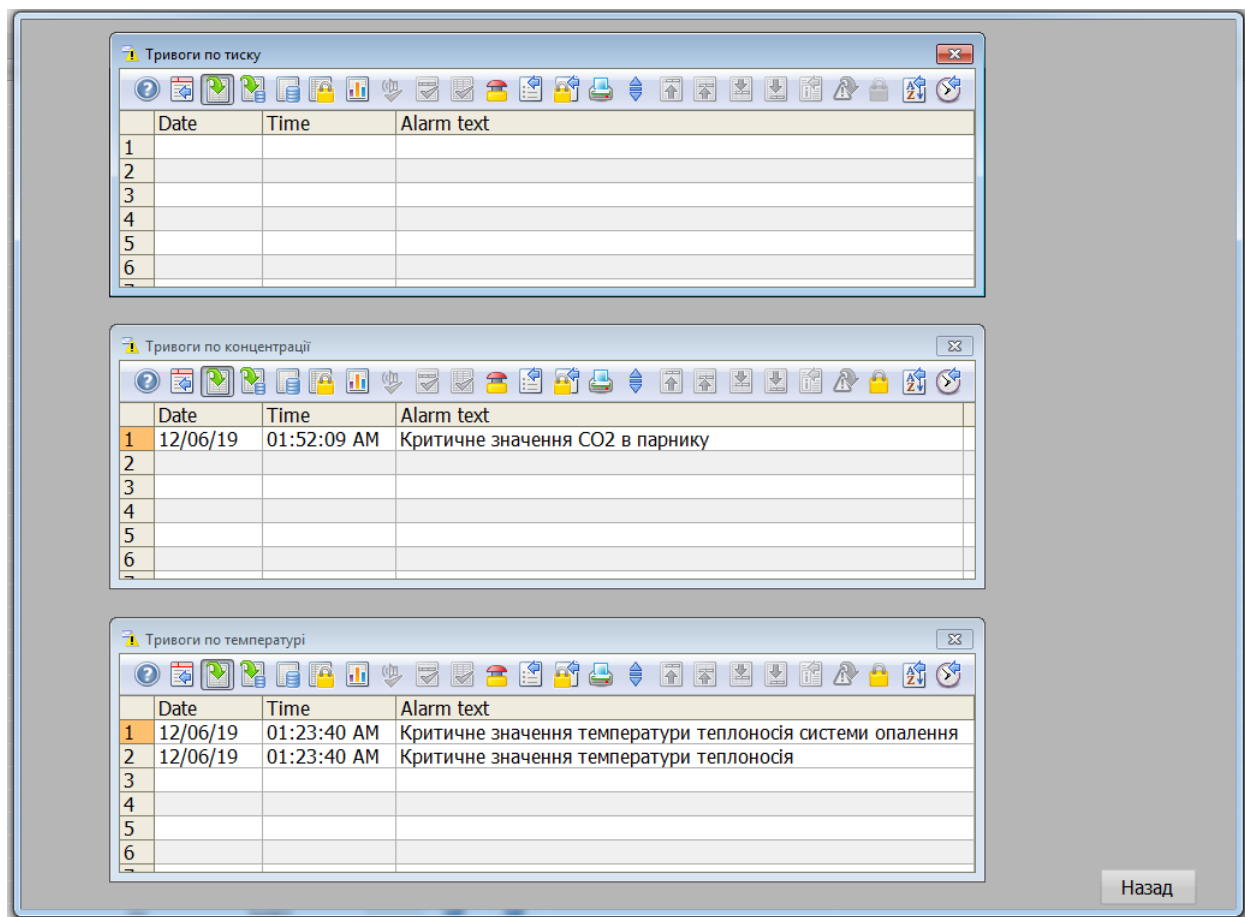 Тривоги по тиску
Date Time Alarm text
1
2
3
4
5
6
Тривоги по концентрації
Date Time Alarm text
1 12/06/19 01:52:09 AM Критичне значення CO2 в парнику
2
3
4
5
6
Тривоги по температурі
Date Time Alarm text
1 12/06/19 01:23:40 AM Критичне значення температури теплоносія системи опалення
2 12/06/19 01:23:40 AM Критичне значення температури теплоносія
3
4
5
6
Назад